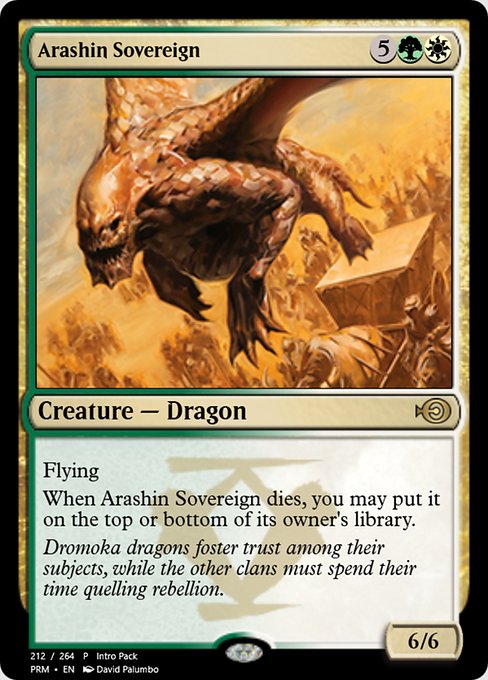 Arashin Sovereign 5
Creature — Dragon
Flying
When Arashin Sovereign dies, you may put it
on the top or bottom of its owner's library.
Dromoka dragons foster trust among their
subjects, while the other clans must spend their
time quelling rebellion.
6/6
212 / 264 P Intro Pack
PRM • EN David Palumbo